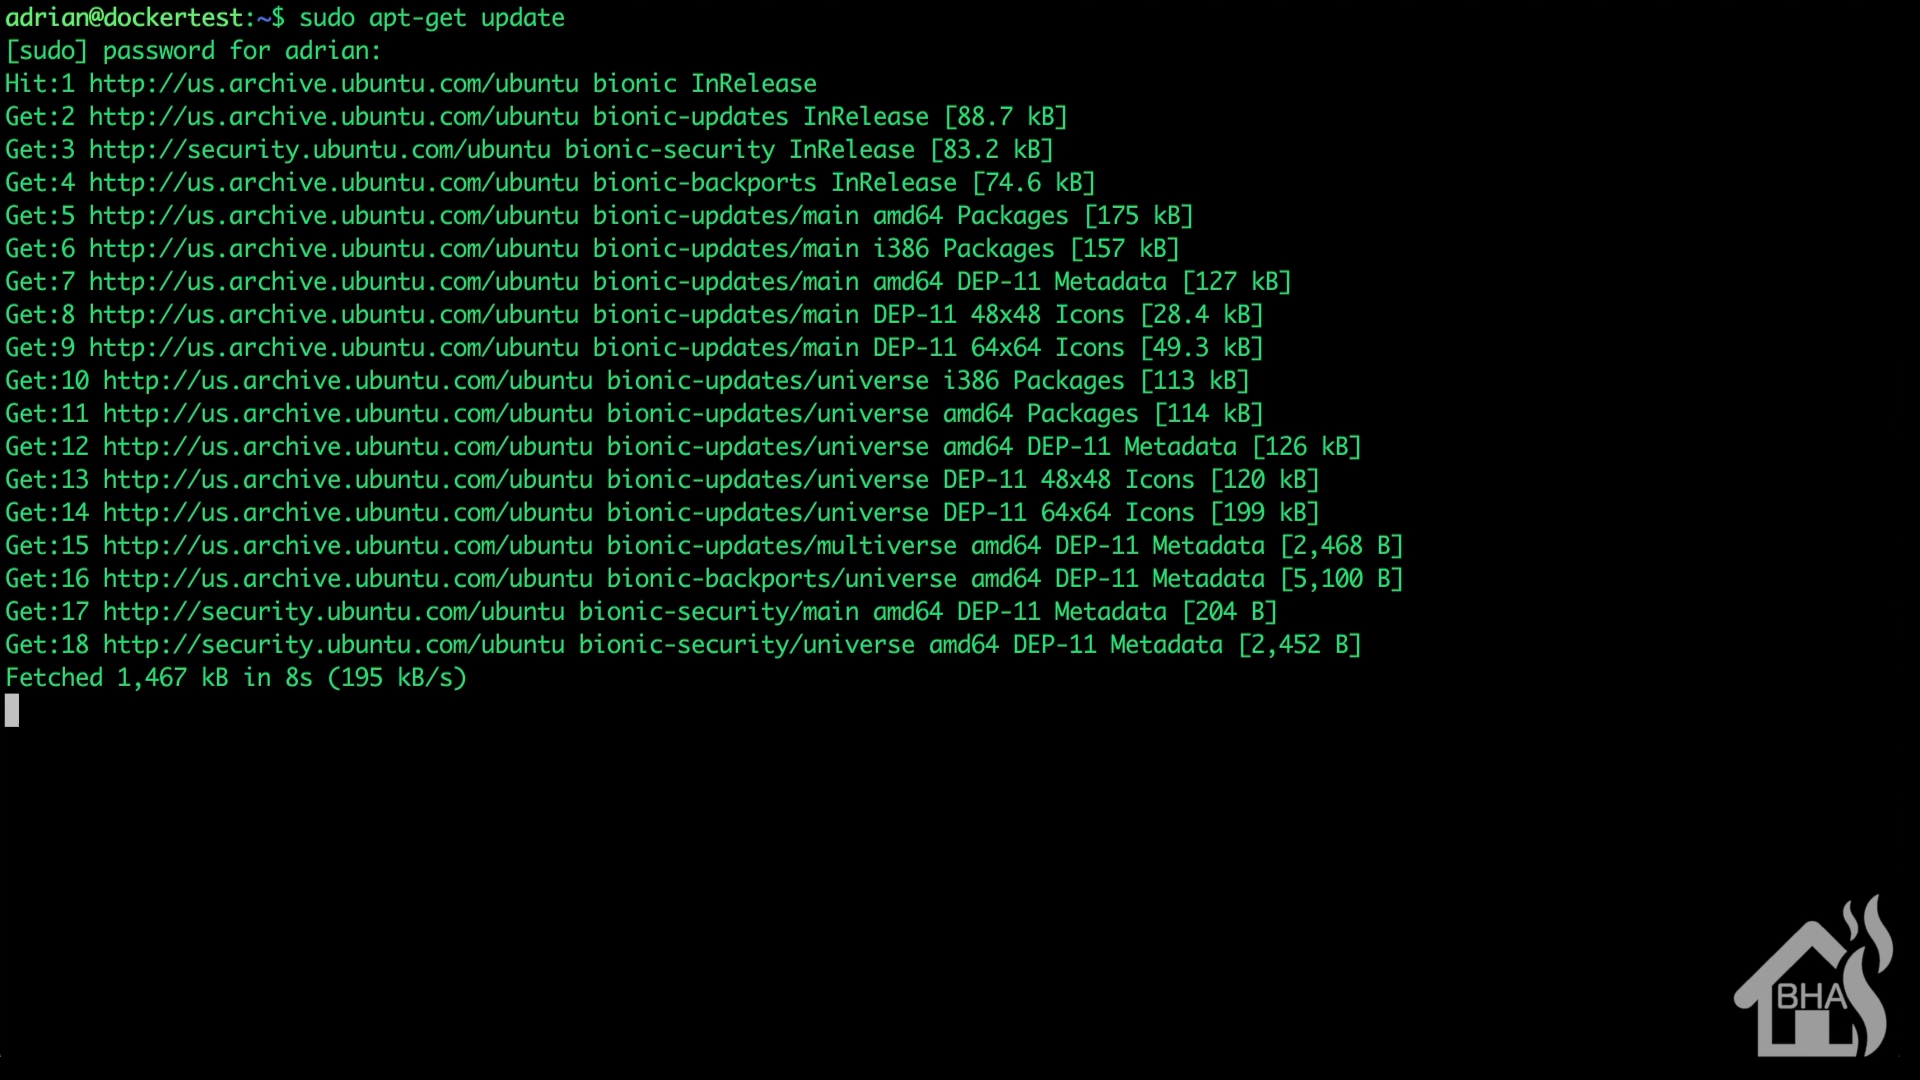 adrian@dockertest:~$ sudo apt-get update
[sudo] password for adrian:
Hit:1 http://us.archive.ubuntu.com/ubuntu bionic InRelease
Get:2 http://us.archive.ubuntu.com/ubuntu bionic-updates InRelease [88.7 kB]
Get:3 http://security.ubuntu.com/ubuntu bionic-security InRelease [83.2 kB]
Get:4 http://us.archive.ubuntu.com/ubuntu bionic-backports InRelease [74.6 kB]
Get:5 http://us.archive.ubuntu.com/ubuntu bionic-updates/main amd64 Packages [175 kB]
Get:6 http://us.archive.ubuntu.com/ubuntu bionic-updates/main i386 Packages [157 kB]
Get:7 http://us.archive.ubuntu.com/ubuntu bionic-updates/main amd64 DEP-11 Metadata [127 kB]
Get:8 http://us.archive.ubuntu.com/ubuntu bionic-updates/main DEP-11 48x48 Icons [28.4 kB]
Get:9 http://us.archive.ubuntu.com/ubuntu bionic-updates/main DEP-11 64x64 Icons [49.3 kB]
Get:10 http://us.archive.ubuntu.com/ubuntu bionic-updates/universe i386 Packages [113 kB]
Get:11 http://us.archive.ubuntu.com/ubuntu bionic-updates/universe amd64 Packages [114 kB]
Get:12 http://us.archive.ubuntu.com/ubuntu bionic-updates/universe amd64 DEP-11 Metadata [126 kB]
Get:13 http://us.archive.ubuntu.com/ubuntu bionic-updates/universe DEP-11 48x48 Icons [120 kB]
Get:14 http://us.archive.ubuntu.com/ubuntu bionic-updates/universe DEP-11 64x64 Icons [199 kB]
Get:15 http://us.archive.ubuntu.com/ubuntu bionic-updates/multiverse amd64 DEP-11 Metadata [2,468 B]
Get:16 http://us.archive.ubuntu.com/ubuntu bionic-backports/universe amd64 DEP-11 Metadata [5,100 B]
Get:17 http://security.ubuntu.com/ubuntu bionic-security/main amd64 DEP-11 Metadata [204 B]
Get:18 http://security.ubuntu.com/ubuntu bionic-security/universe amd64 DEP-11 Metadata [2,452 B]
Fetched 1,467 kB in 8s (195 kB/s)
BHA